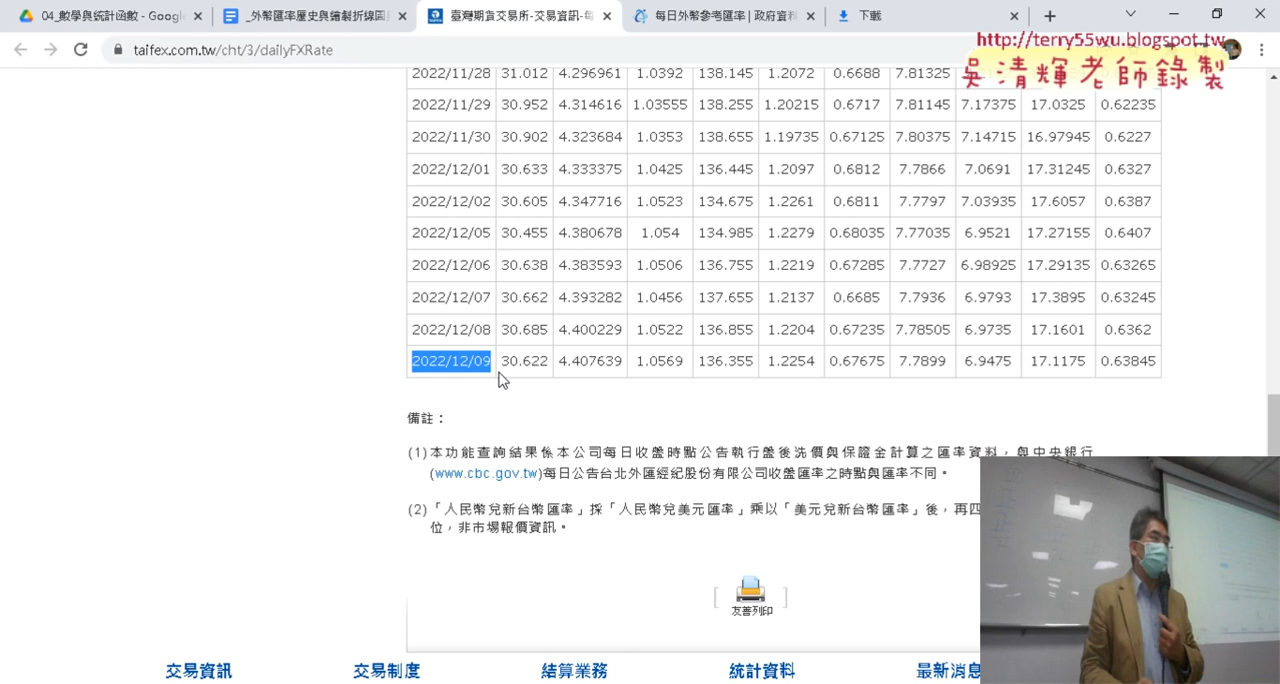 04_數學與統計函數 - Googl
_外幣匯率歷史與繪製折線圖
臺灣期貨交易所-交易資訊-每
每日外幣參考匯率 | 政府資料
下載
taifex.com.tw/cht/3/dailyFXRate
http://terry55wu.blogspot.tw
吳清輝老師錄製
2022/11/28 31.012 4.296961 1.0392 138.145 1.2072 0.6688 7.81325
2022/11/29 30.952 4.314616 1.03555 138.255 1.20215 0.6717 7.81145 7.17375 17.0325 0.62235
2022/11/30 30.902 4.323684 1.0353 138.655 1.19735 0.67125 7.80375 7.14715 16.97945 0.6227
2022/12/01 30.633 4.333375 1.0425 136.445 1.2097 0.6812 7.7866 7.0691 17.31245 0.6327
2022/12/02 30.605 4.347716 1.0523 134.675 1.2261 0.6811 7.7797 7.03935 17.6057 0.6387
2022/12/05 30.455 4.380678 1.054 134.985 1.2279 0.68035 7.77035 6.9521 17.27155 0.6407
2022/12/06 30.638 4.383593 1.0506 136.755 1.2219 0.67285 7.7727 6.98925 17.29135 0.63265
2022/12/07 30.662 4.393282 1.0456 137.655 1.2137 0.6685 7.7936 6.9793 17.3895 0.63245
2022/12/08 30.685 4.400229 1.0522 136.855 1.2204 0.67235 7.78505 6.9735 17.1601 0.6362
2022/12/09 30.622 4.407639 1.0569 136.355 1.2254 0.67675 7.7899 6.9475 17.1175 0.63845
備註：
(1)本功能查詢結果係本公司每日收盤時點公告執行盤後洗價與保證金計算之匯率資料，與中央銀行
(www.cbc.gov.tw)每日公告台北外匯經紀股份有限公司收盤匯率之時點與匯率不同。
(2)「人民幣兌新台幣匯率」採「人民幣兌美元匯率」乘以「美元兌新台幣匯率」後，再四
位，非市場報價資訊。
友善列印
交易資訊 交易制度 結算業務 統計資料 最新消息